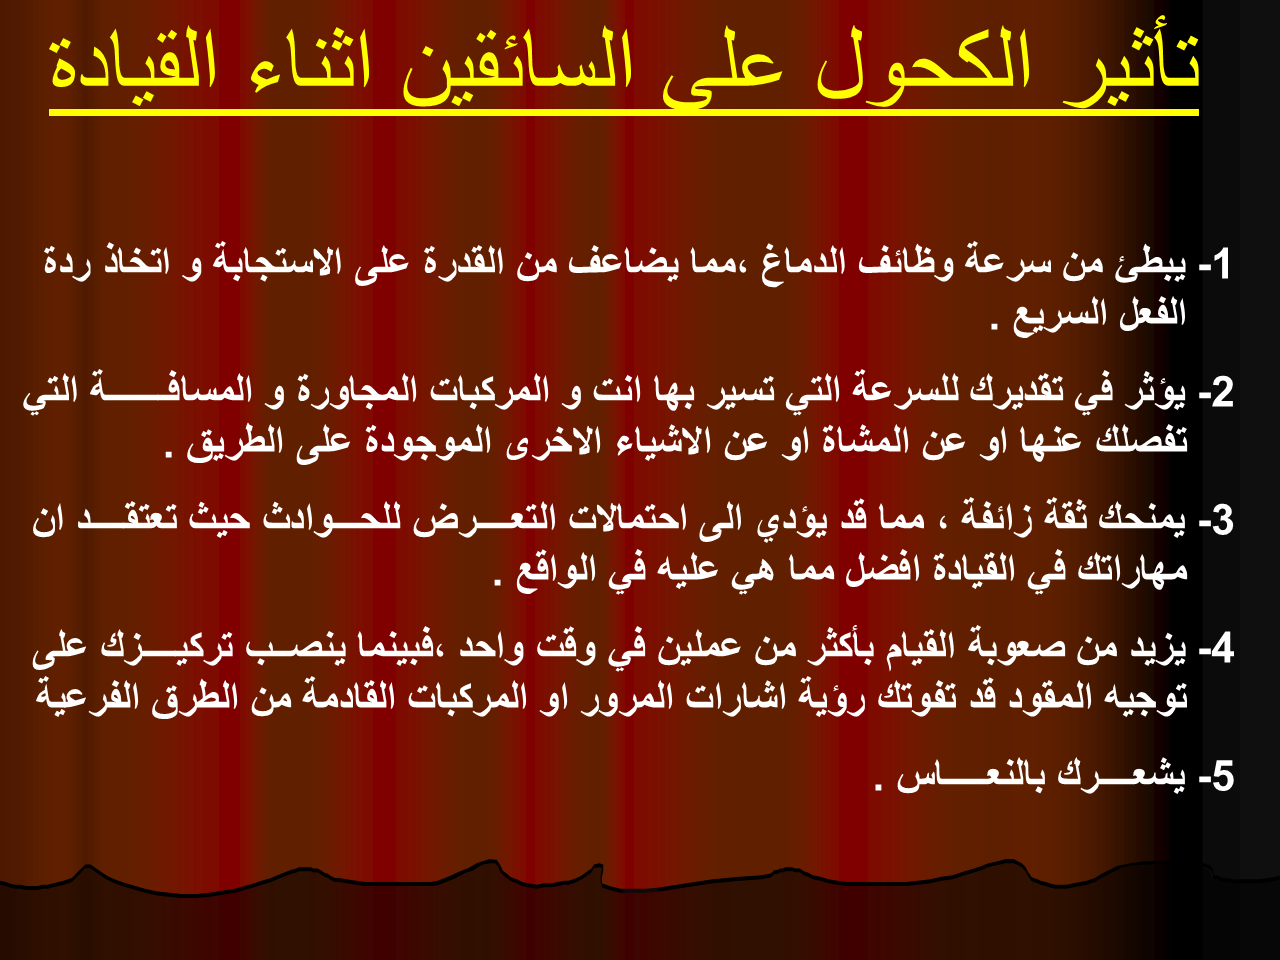 تأثير الكحول على السائقين اثناء القيادة
1- يبطئ من سرعة وظائف الدماغ ،مما يضاعف من القدرة على الاستجابة و اتخاذ ردة
الفعل السريع .
2- يؤثر في تقديرك للسرعة التي تسير بها انت و المركبات المجاورة و المسافـــــــة التي
تفصلك عنها او عن المشاة او عن الاشياء الاخرى الموجودة على الطريق .
3- يمنحك ثقة زائفة ، مما قد يؤدي الى احتمالات التعـــرض للحـــوادث حيث تعتقـــد ان
مهاراتك في القيادة افضل مما هي عليه في الواقع .
4- يزيد من صعوبة القيام بأكثر من عملين في وقت واحد ،فبينما ينصــب تركيـــزك على
توجيه المقود قد تفوتك رؤية اشارات المرور او المركبات القادمة من الطرق الفرعية
5- يشعـــرك بالنعـــــاس .